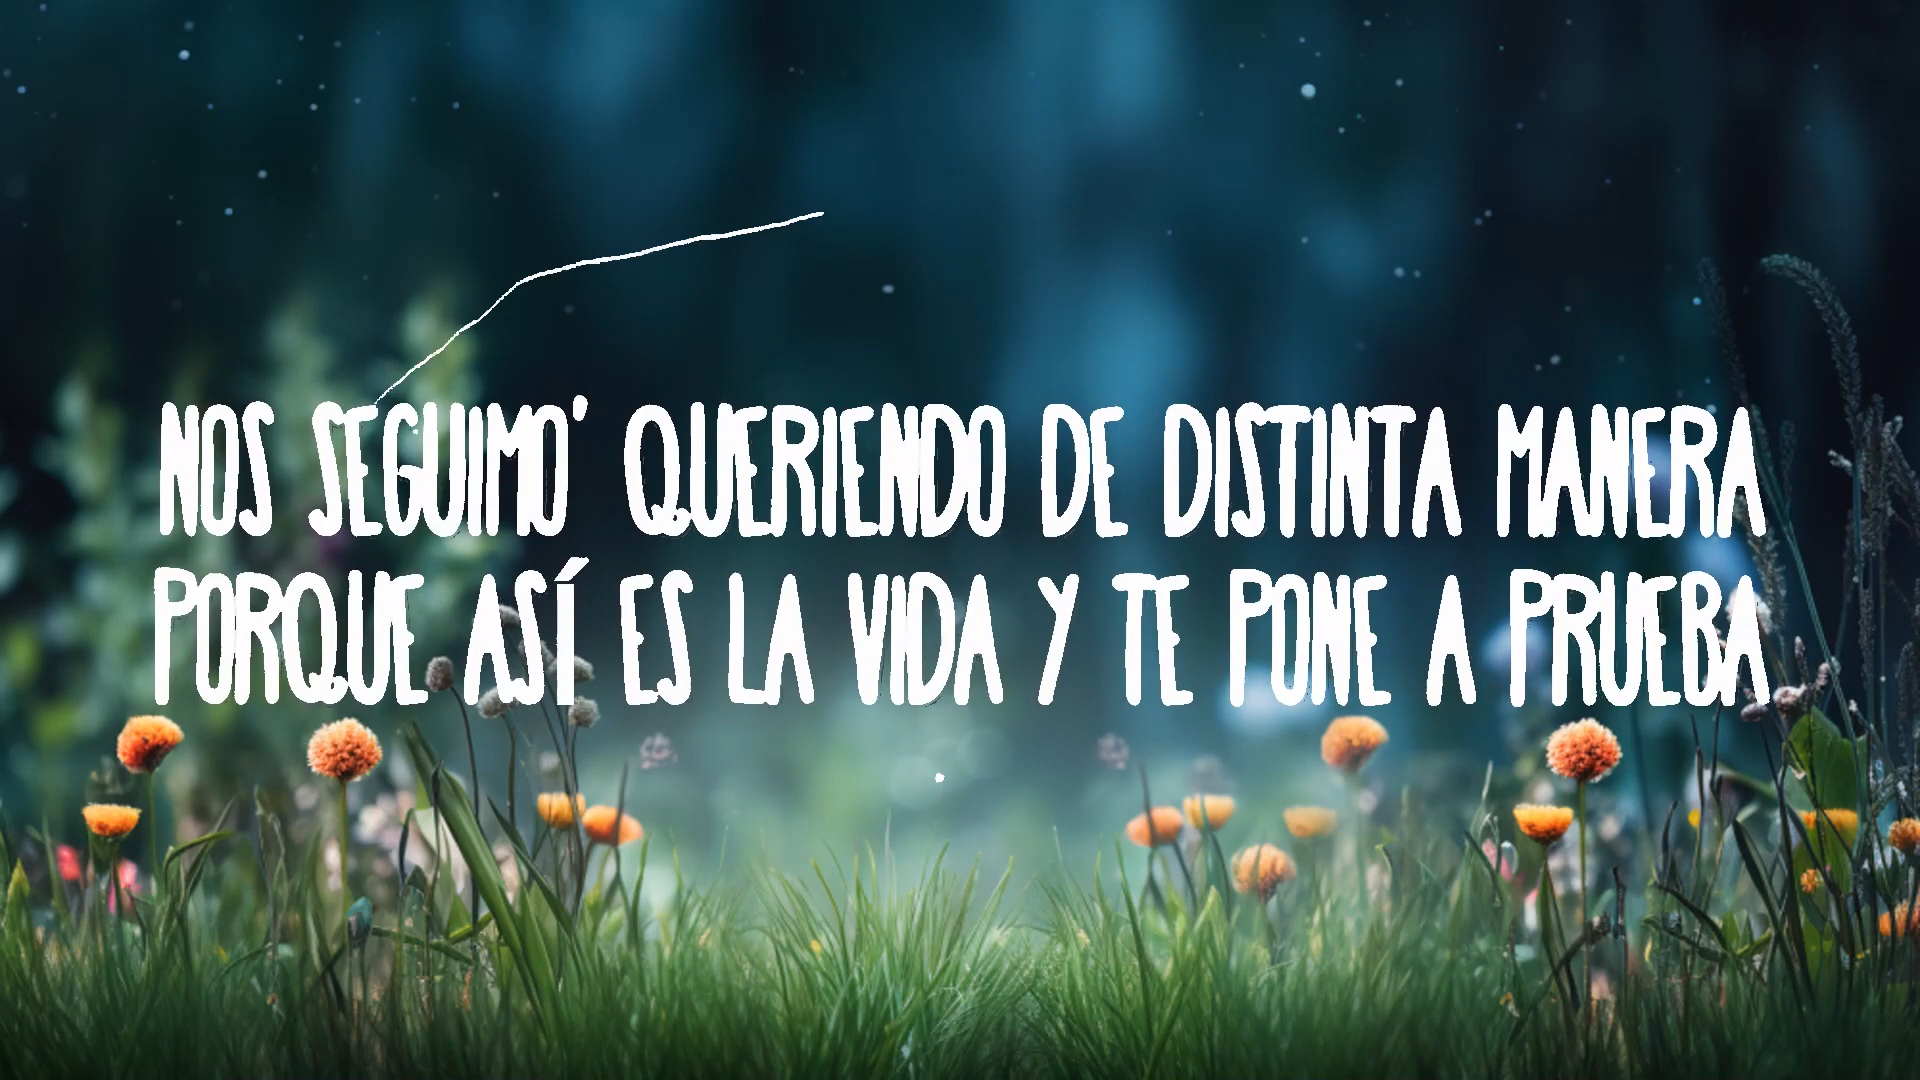 NOS SEGUIMO' QUERIENDO DE DISTINTA MANERA
PORQUE ASÍ ES LA VIDA Y TE PONE A PRUEBA